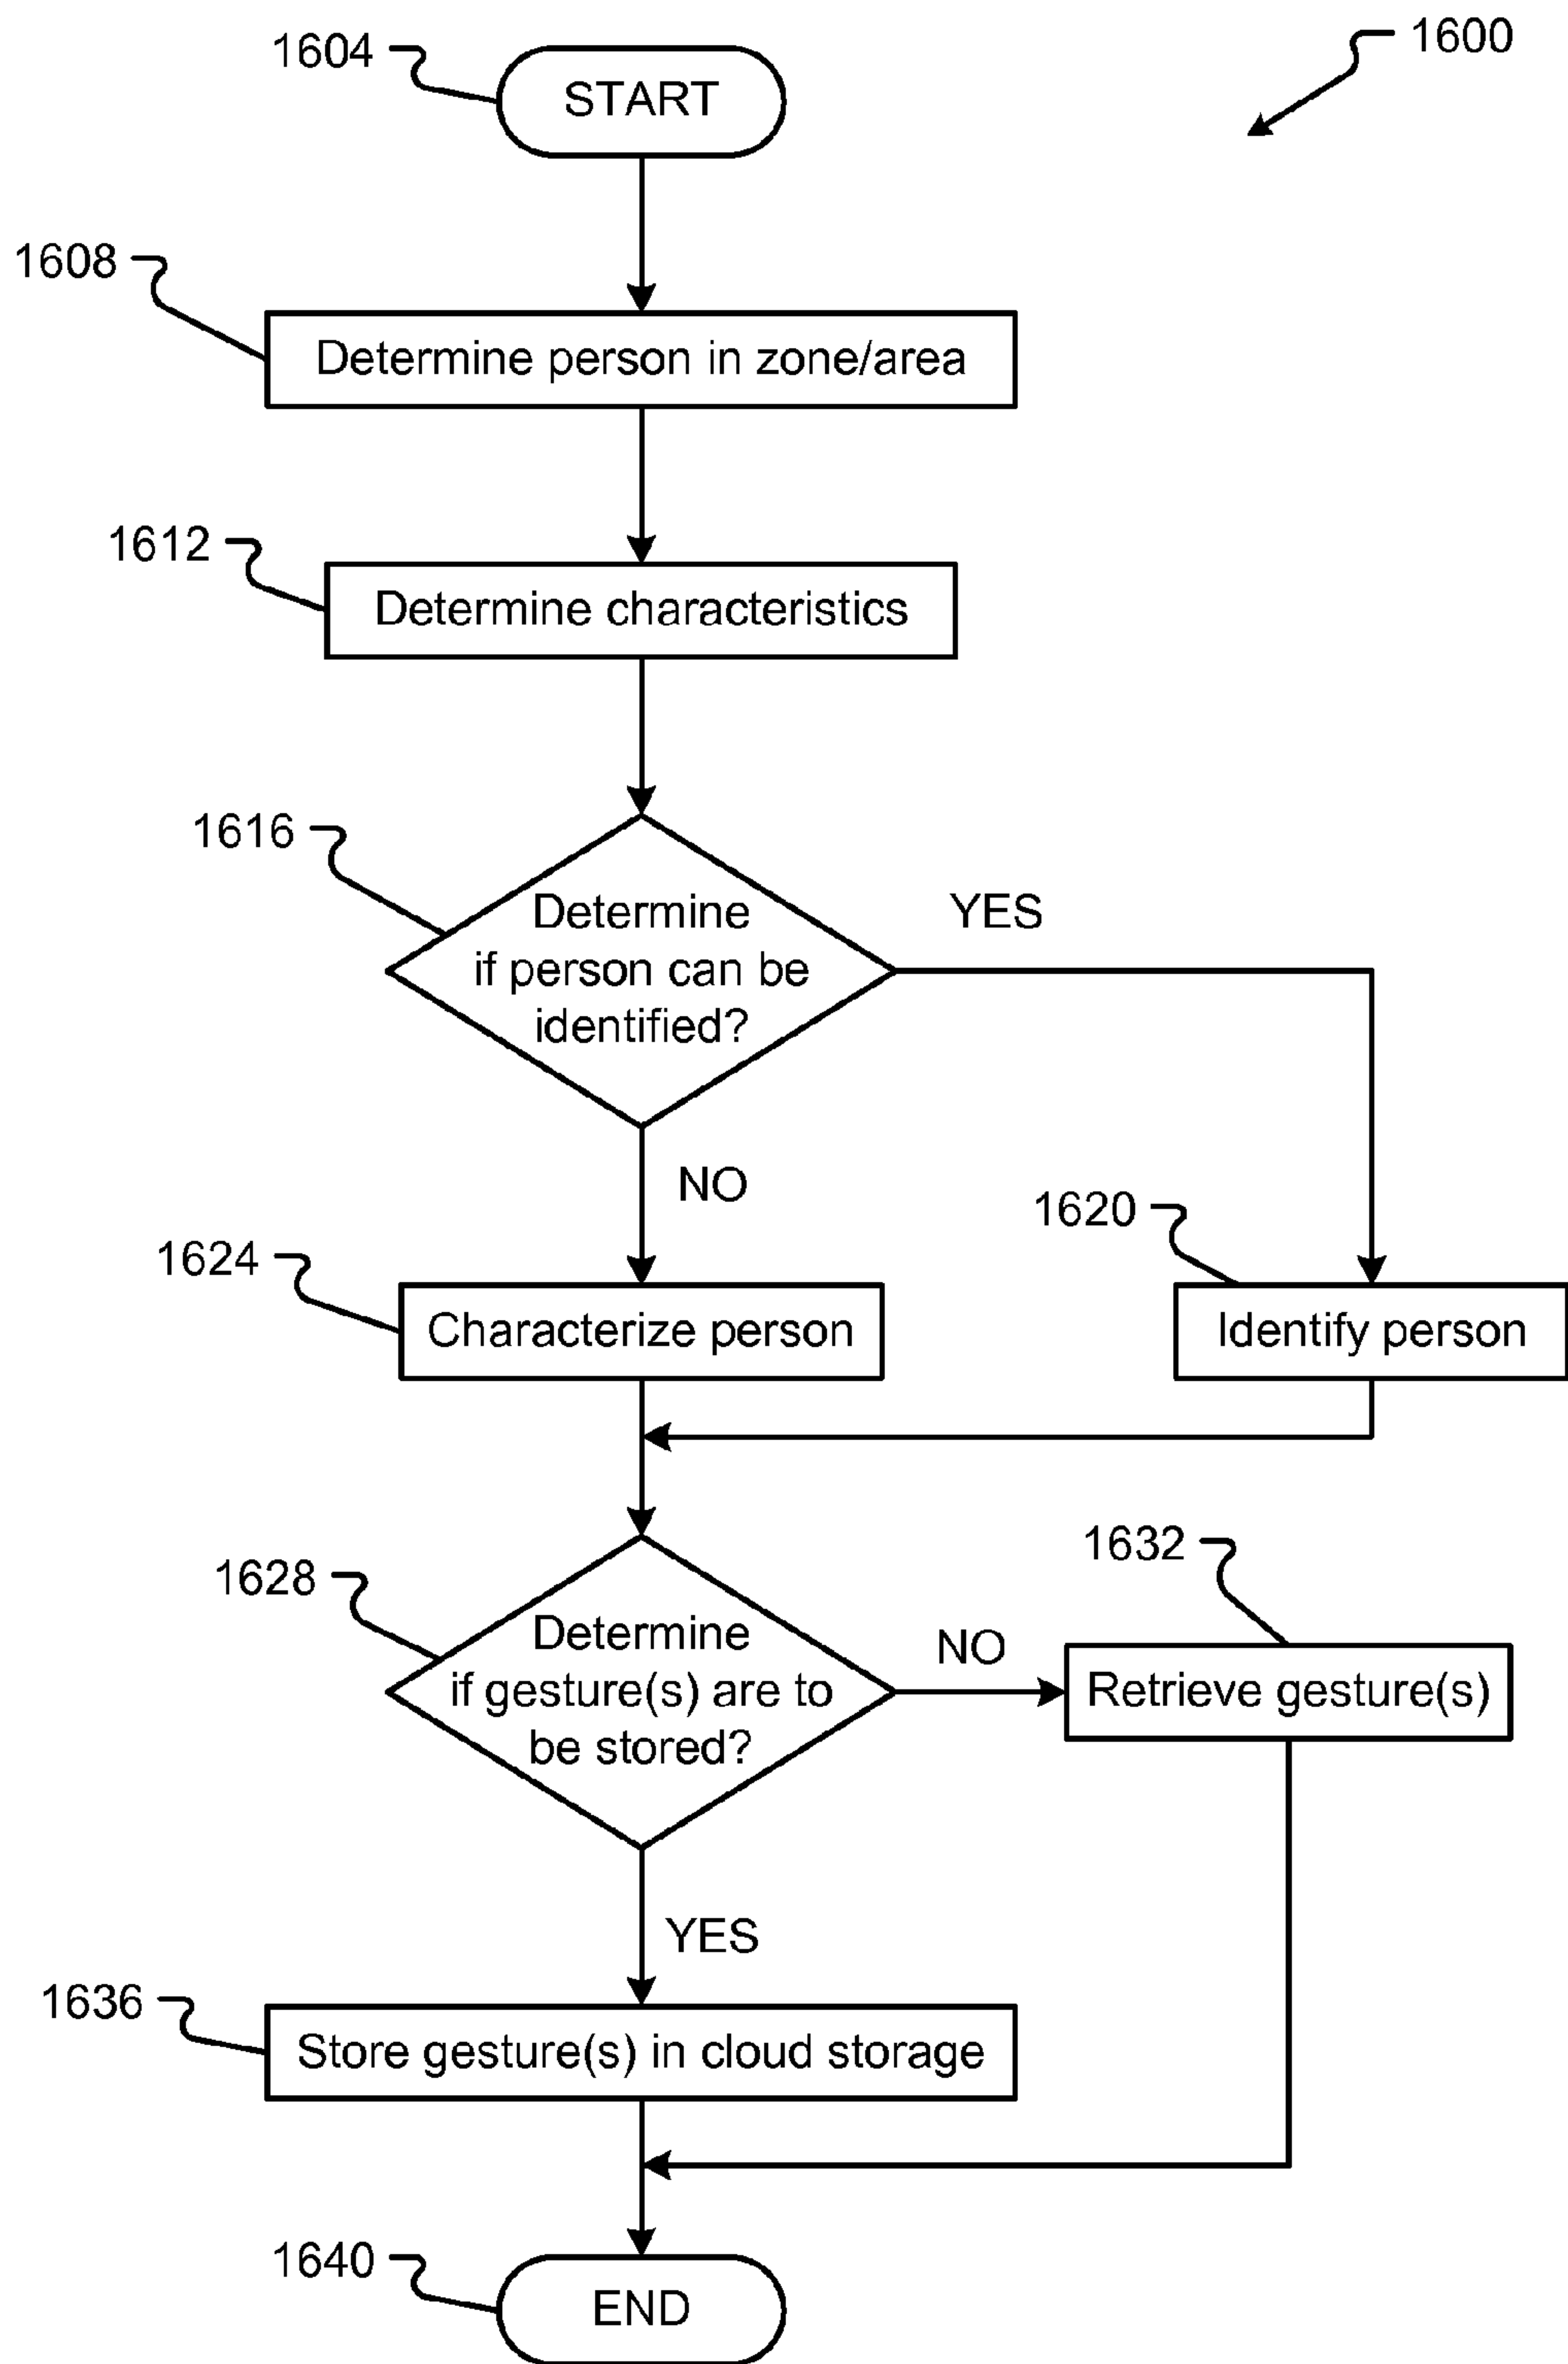 1604
START
1600
1608
Determine person in zone/area
1612
Determine characteristics
1616
Determine
if person can be
identified?
YES
NO
1620
1624
Characterize person
Identify person
1628
1632
Determine
if gesture(s) are to
be stored?
NO
Retrieve gesture(s)
YES
1636
Store gesture(s) in cloud storage
1640
END